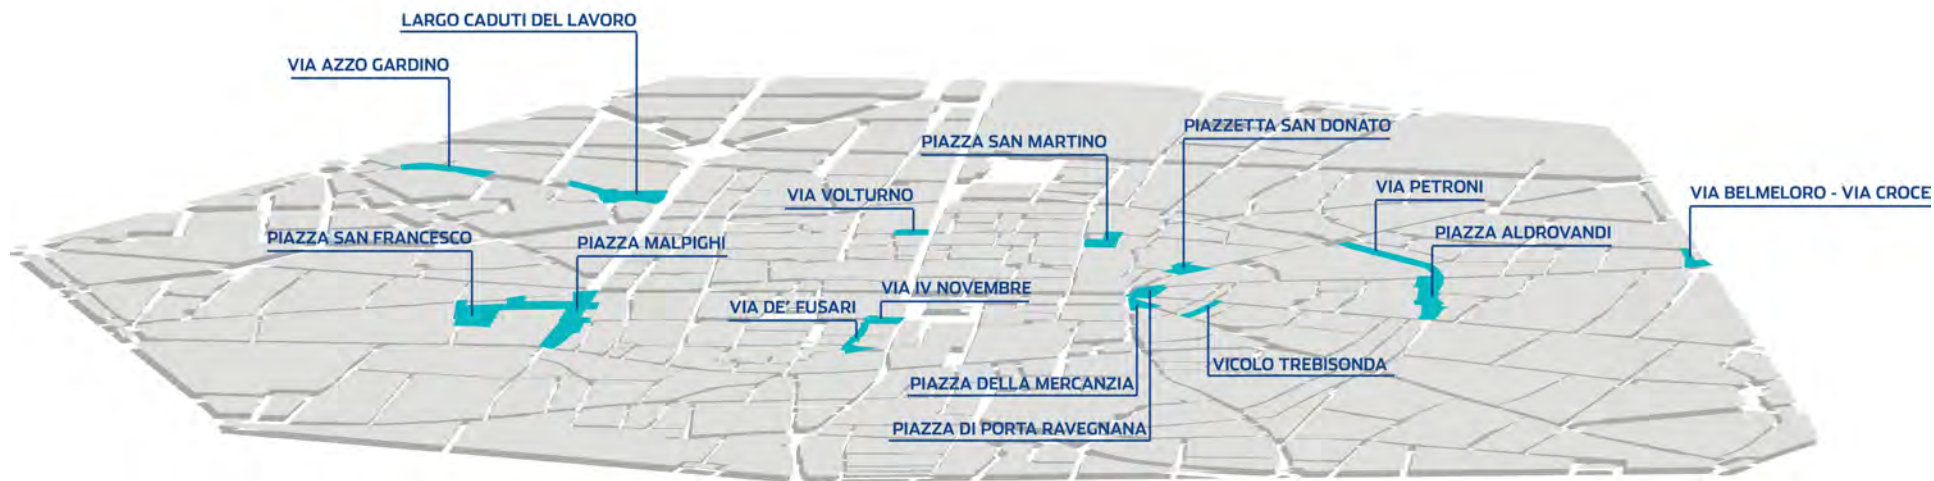 LARGO CADUTI DEL LAVORO
VIA AZZO GARDINO
PIAZZETTA SAN DONATO
PIAZZA SAN MARTINO
VIA VOLTURNO
VIA PETRONI
VIA BELMELORO - VIA CROCE
PIAZZA SAN FRANCESCO
PIAZZA MALPIGHI
PIAZZA ALDROVANDI
VIA IV NOVEMBRE
VIA DE' FUSARI
VICOLO TREBISONDA
PIAZZA DELLA MERCANZIA
PIAZZA DI PORTA RAVEGNANA